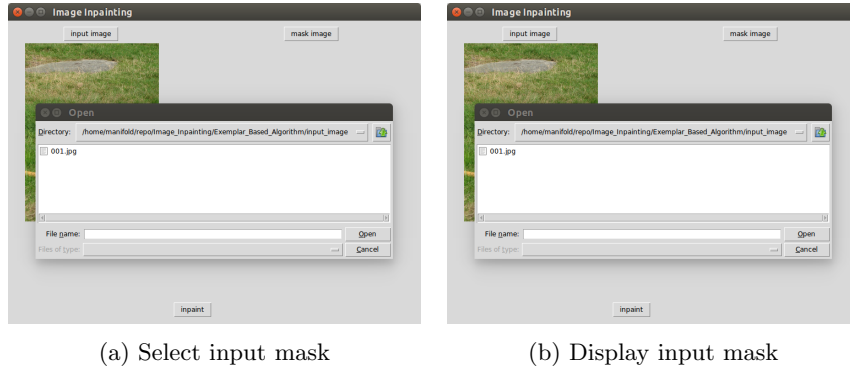 Image Inpainting
input image mask image
Open
Directory: /home/manifold/repo/Image_Inpainting/Exemplar_Based_Algorithm/input_image
001.jpg
File name: Open
Files of type: Cancel
inpaint
(a) Select input mask
Image Inpainting
input image mask image
Open
Directory: /home/manifold/repo/Image_Inpainting/Exemplar_Based_Algorithm/input_image
001.jpg
File name: Open
Files of type: Cancel
inpaint
(b) Display input mask